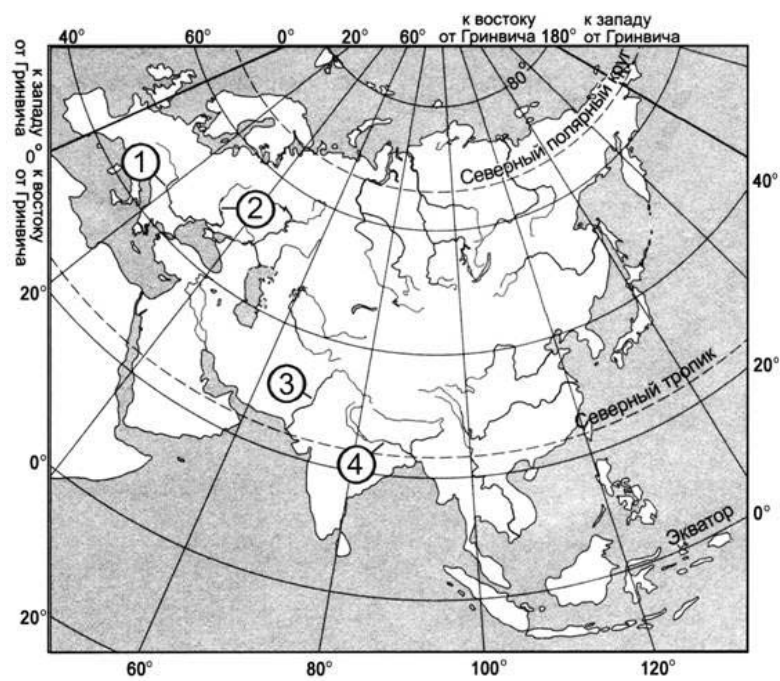 к востоку
от Гринвича
к западу
от Гринвича
40°
60°
0°
20°
60°
180°
80°
Северный полярный круг
к западу
от Гринвича
0°
к востоку
от Гринвича
1
2
40°
20°
3
20°
Северный тропик
4
0°
0°
Экватор
20°
60°
80°
100°
120°